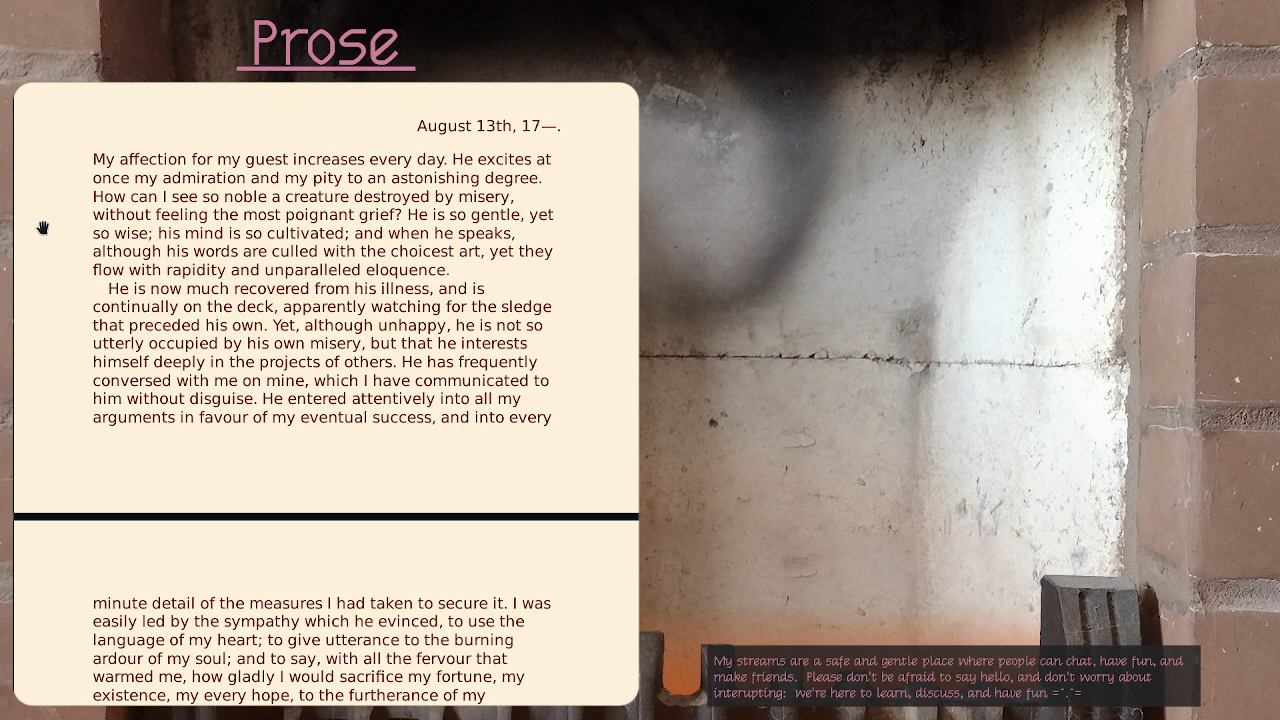 Prose
August 13th, 17—.
My affection for my guest increases every day. He excites at
once my admiration and my pity to an astonishing degree.
How can I see so noble a creature destroyed by misery,
without feeling the most poignant grief? He is so gentle, yet
so wise; his mind is so cultivated; and when he speaks,
although his words are culled with the choicest art, yet they
flow with rapidity and unparalleled eloquence.
He is now much recovered from his illness, and is
continually on the deck, apparently watching for the sledge
that preceded his own. Yet, although unhappy, he is not so
utterly occupied by his own misery, but that he interests
himself deeply in the projects of others. He has frequently
conversed with me on mine, which I have communicated to
him without disguise. He entered attentively into all my
arguments in favour of my eventual success, and into every
minute detail of the measures I had taken to secure it. I was
easily led by the sympathy which he evinced, to use the
language of my heart; to give utterance to the burning
ardour of my soul; and to say, with all the fervour that
warmed me, how gladly I would sacrifice my fortune, my
existence, my every hope, to the furtherance of my
My streams are a safe and gentle place where people can chat, have fun, and
make friends. Please don't be afraid to say hello, and don't worry about
interupting: we're here to learn, discuss, and have fun =^.^=